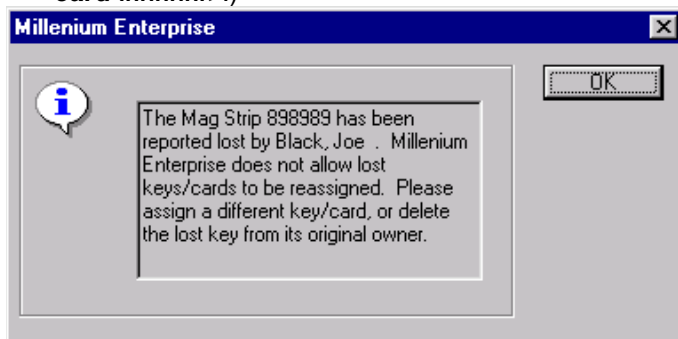 Millenium Enterprise
OK
The Mag Strip 898989 has been
reported lost by Black, Joe . Millenium
Enterprise does not allow lost
keys/cards to be reassigned. Please
assign a different key/card, or delete
the lost key from its original owner.